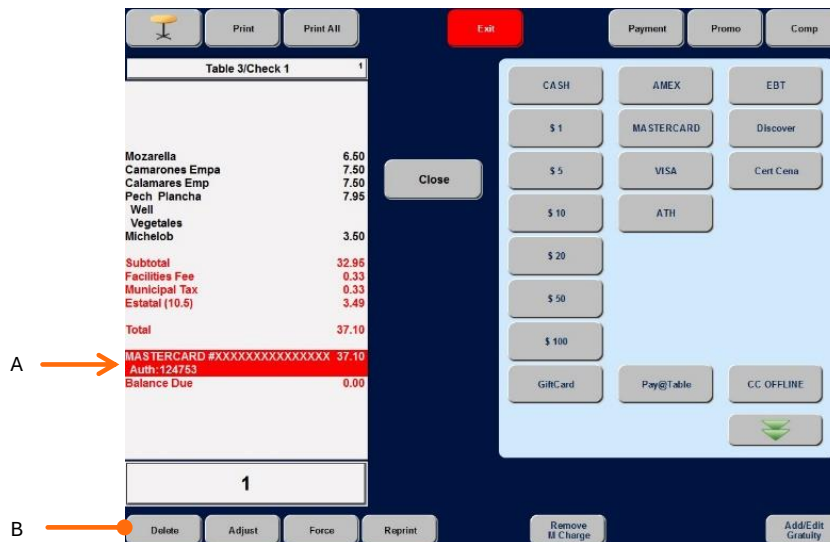 Print Print All Exit Payment Promo Comp
Table 3/Check 1 1
CASH AMEX EBT
$ 1 MASTERCARD Discover
Mozarella 6.50
Camarones Empa 7.50
Calamares Emp 7.50
Pech Plancha 7.95
Well
Vegetales
Michelob 3.50
Close
$ 5 VISA Cert Cena
$ 10 ATH
Subtotal 32.95
Facilities Fee 0.33
Municipal Tax 0.33
Estatal (10.5) 3.49
$ 20
$ 50
Total 37.10
$ 100
A
MASTERCARD #XXXXXXXXXXXXXXX 37.10
Auth:124753
Balance Due 0.00
GiftCard Pay@Table CC OFFLINE
1
B
Delete Adjust Force Reprint Remove
M Charge
Add/Edit
Gratuity